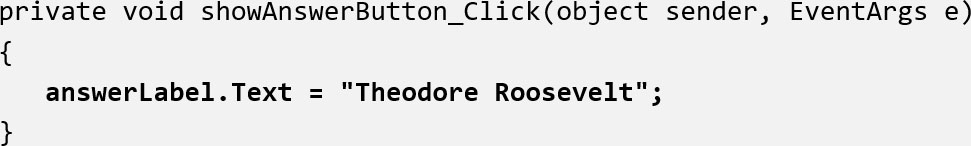 private void showAnswerButton_Click(object sender, EventArgs e)
{
   answerLabel.Text = "Theodore Roosevelt";
}